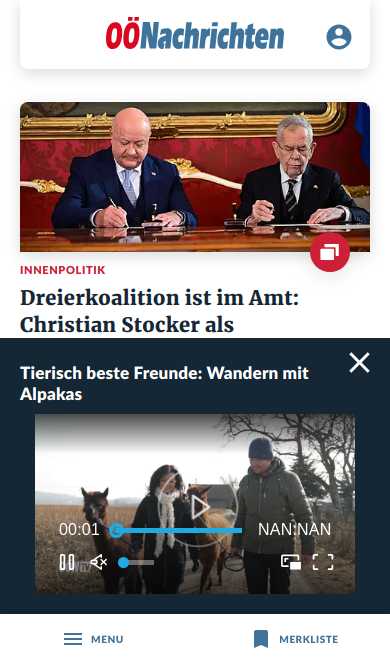 OÖNachrichten
INNENPOLITIK
Dreierkoalition ist im Amt:
Christian Stocker als
Tierisch beste Freunde: Wandern mit
Alpakas
00:01
NAN:NAN
MENU
MERKLISTE